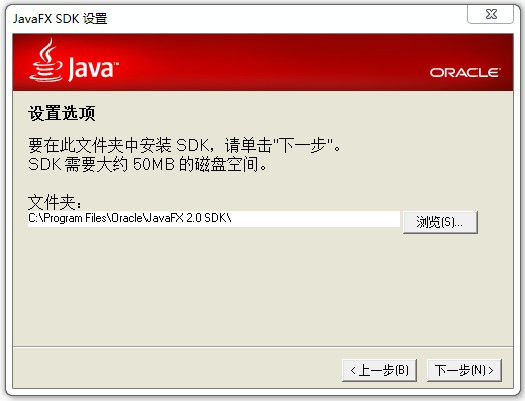 JavaFX SDK 设置
Java™
ORACLE
设置选项
要在此文件夹中安装 SDK, 请单击"下一步"。
SDK 需要大约 50MB 的磁盘空间。
文件夹:
C:\Program Files\Oracle\JavaFX 2.0 SDK\
浏览(S)...
<上一步(B)
下一步(N)>